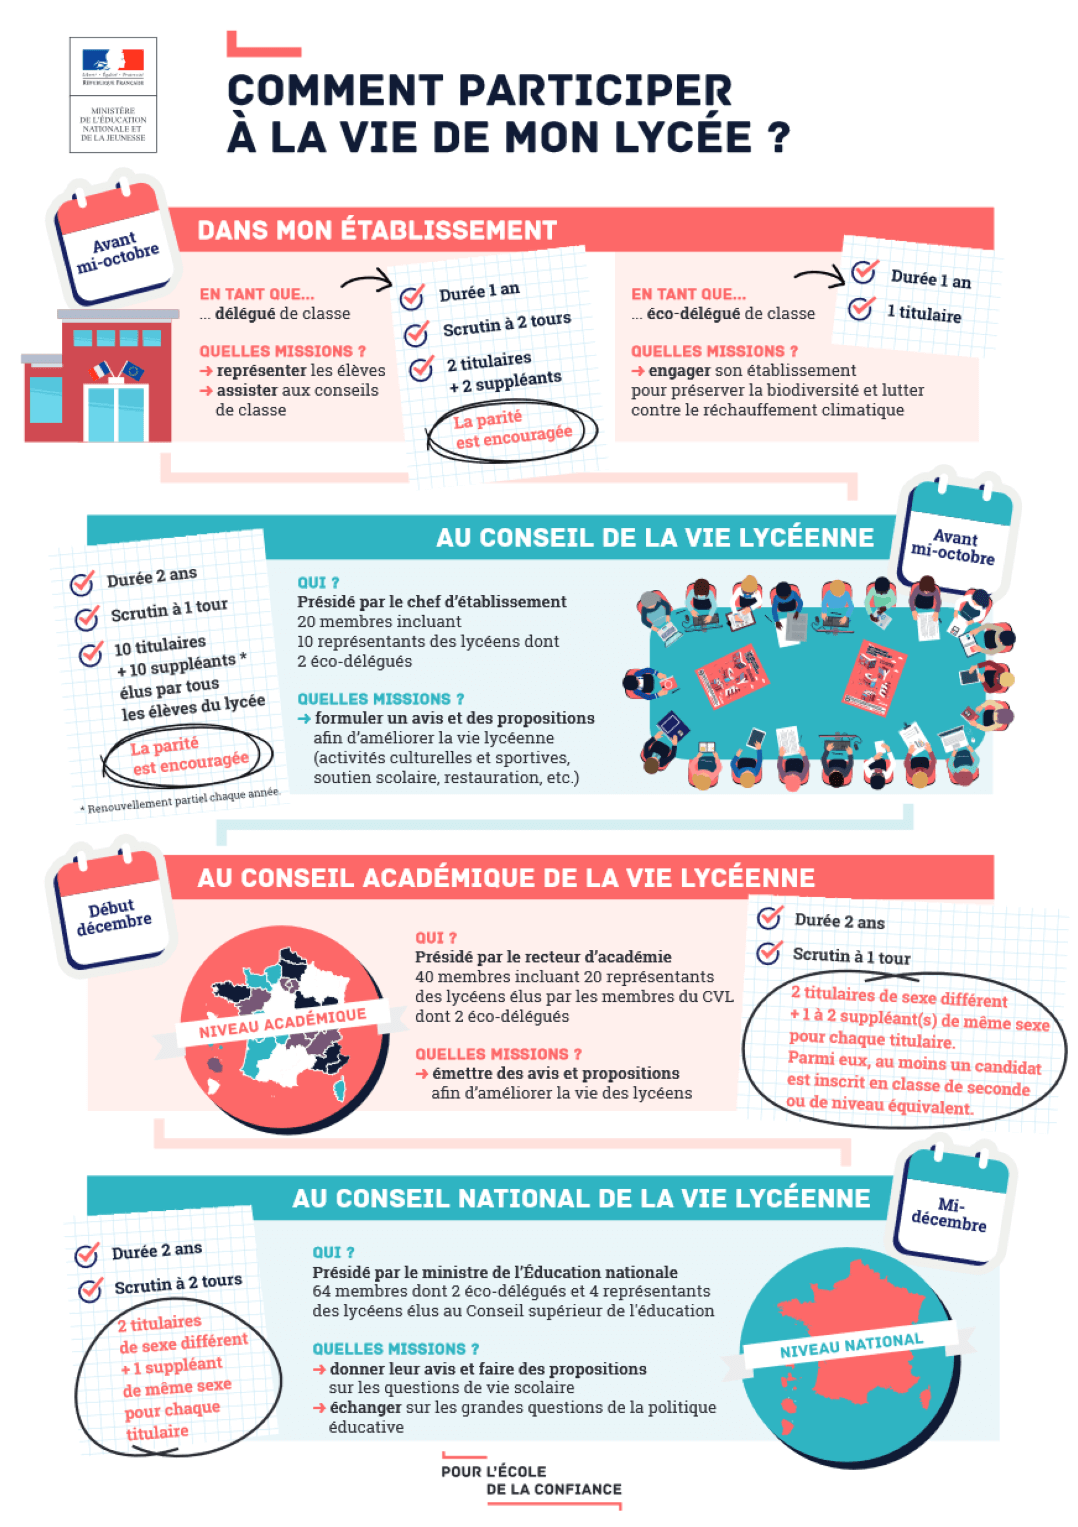 Liberté • Égalité • Fraternité
RÉPUBLIQUE FRANÇAISE
MINISTÈRE
DE L'ÉDUCATION
NATIONALE ET
DE LA JEUNESSE
COMMENT PARTICIPER
À LA VIE DE MON LYCÉE ?
Avant
mi-octobre
DANS MON ÉTABLISSEMENT
EN TANT QUE...
... délégué de classe
QUELLES MISSIONS ?
→ représenter les élèves
→ assister aux conseils
de classe
Durée 1 an
Scrutin à 2 tours
2 titulaires
+ 2 suppléants
La parité
est encouragée
EN TANT QUE...
... éco-délégué de classe
QUELLES MISSIONS ?
→ engager son établissement
pour préserver la biodiversité et lutter
contre le réchauffement climatique
Durée 1 an
1 titulaire
AU CONSEIL DE LA VIE LYCÉENNE
Avant
mi-octobre
Durée 2 ans
Scrutin à 1 tour
10 titulaires
+ 10 suppléants *
élus par tous
les élèves du lycée
La parité
est encouragée
* Renouvellement partiel chaque année.
QUI ?
Présidé par le chef d'établissement
20 membres incluant
10 représentants des lycéens dont
2 éco-délégués
QUELLES MISSIONS ?
→ formuler un avis et des propositions
afin d'améliorer la vie lycéenne
(activités culturelles et sportives,
soutien scolaire, restauration, etc.)
Début
décembre
AU CONSEIL ACADÉMIQUE DE LA VIE LYCÉENNE
NIVEAU ACADÉMIQUE
QUI ?
Présidé par le recteur d'académie
40 membres incluant 20 représentants
des lycéens élus par les membres du CVL
dont 2 éco-délégués
QUELLES MISSIONS ?
→ émettre des avis et propositions
afin d'améliorer la vie des lycéens
Durée 2 ans
Scrutin à 1 tour
2 titulaires de sexe différent
+ 1 à 2 suppléant(s) de même sexe
pour chaque titulaire.
Parmi eux, au moins un candidat
est inscrit en classe de seconde
ou de niveau équivalent.
AU CONSEIL NATIONAL DE LA VIE LYCÉENNE
Mi-
décembre
Durée 2 ans
Scrutin à 2 tours
2 titulaires
de sexe différent
+ 1 suppléant
de même sexe
pour chaque
titulaire
QUI ?
Présidé par le ministre de l'Éducation nationale
64 membres dont 2 éco-délégués et 4 représentants
des lycéens élus au Conseil supérieur de l'éducation
QUELLES MISSIONS ?
→ donner leur avis et faire des propositions
sur les questions de vie scolaire
→ échanger sur les grandes questions de la politique
éducative
NIVEAU NATIONAL
POUR L'ÉCOLE
DE LA CONFIANCE